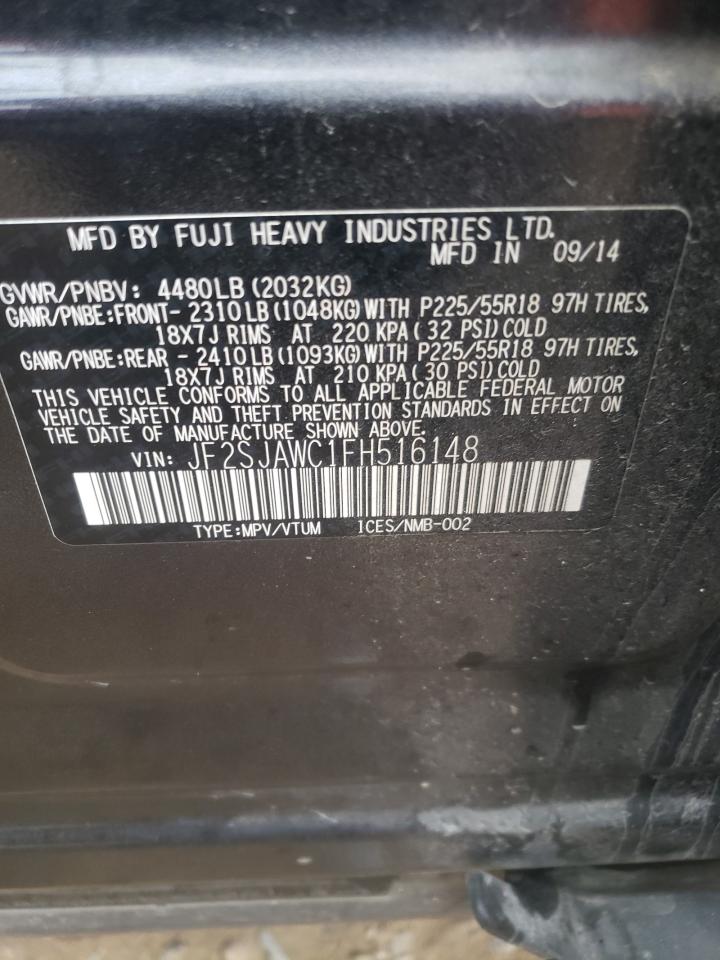 MFD BY FUJI HEAVY INDUSTRIES LTD.
MFD IN 09/14
GVWR/PNBV: 4480LB(2032KG)
GAWR/PNBE:FRONT- 2310LB(1048KG)WITH P225/55R18 97H TIRES,
18X7J RIMS AT 220 KPA(32 PSI)COLD
GAWR/PNBE:REAR - 2410LB(1093KG)WITH P225/55R18 97H TIRES,
18X7J RIMS AT 210 KPA(30 PSI)COLD
THIS VEHICLE CONFORMS TO ALL APPLICABLE FEDERAL MOTOR
VEHICLE SAFETY AND THEFT PREVENTION STANDARDS IN EFFECT ON
THE DATE OF MANUFACTURE SHOWN ABOVE.
VIN: JF2SJAWC1FH516148
TYPE:MPV/VTUM ICES/NMB-002